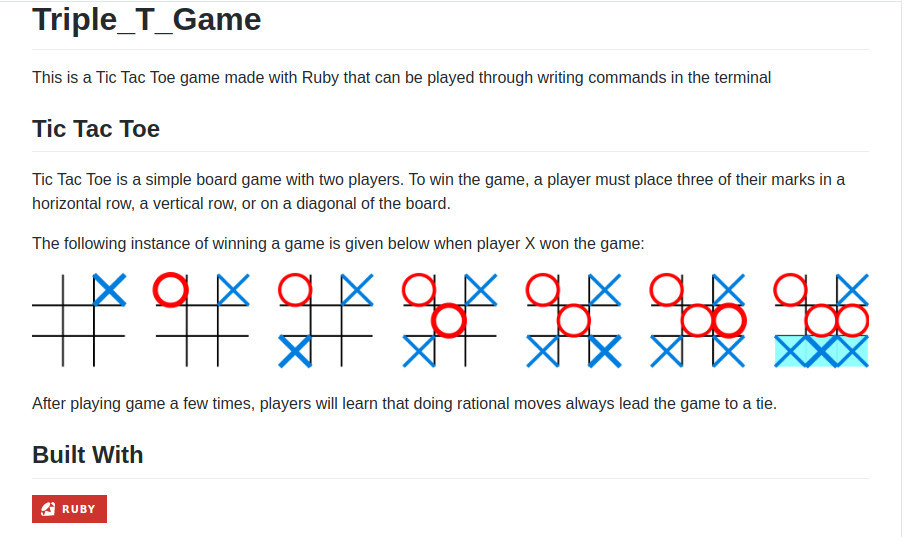 Triple_T_Game
This is a Tic Tac Toe game made with Ruby that can be played through writing commands in the terminal
Tic Tac Toe
Tic Tac Toe is a simple board game with two players. To win the game, a player must place three of their marks in a
horizontal row, a vertical row, or on a diagonal of the board.
The following instance of winning a game is given below when player X won the game:
After playing game a few times, players will learn that doing rational moves always lead the game to a tie.
Built With
RUBY